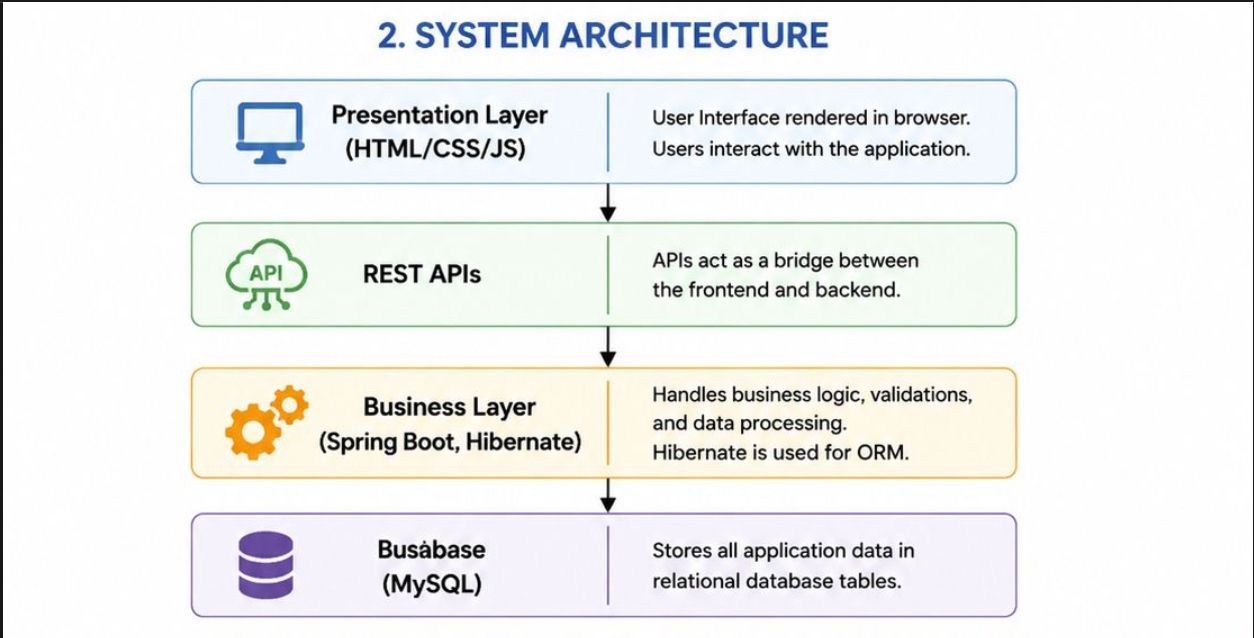 2. SYSTEM ARCHITECTURE
Presentation Layer
(HTML/CSS/JS)
User Interface rendered in browser.
Users interact with the application.
API
REST APIs
APIs act as a bridge between
the frontend and backend.
Business Layer
(Spring Boot, Hibernate)
Handles business logic, validations,
and data processing.
Hibernate is used for ORM.
Busábase
(MySQL)
Stores all application data in
relational database tables.